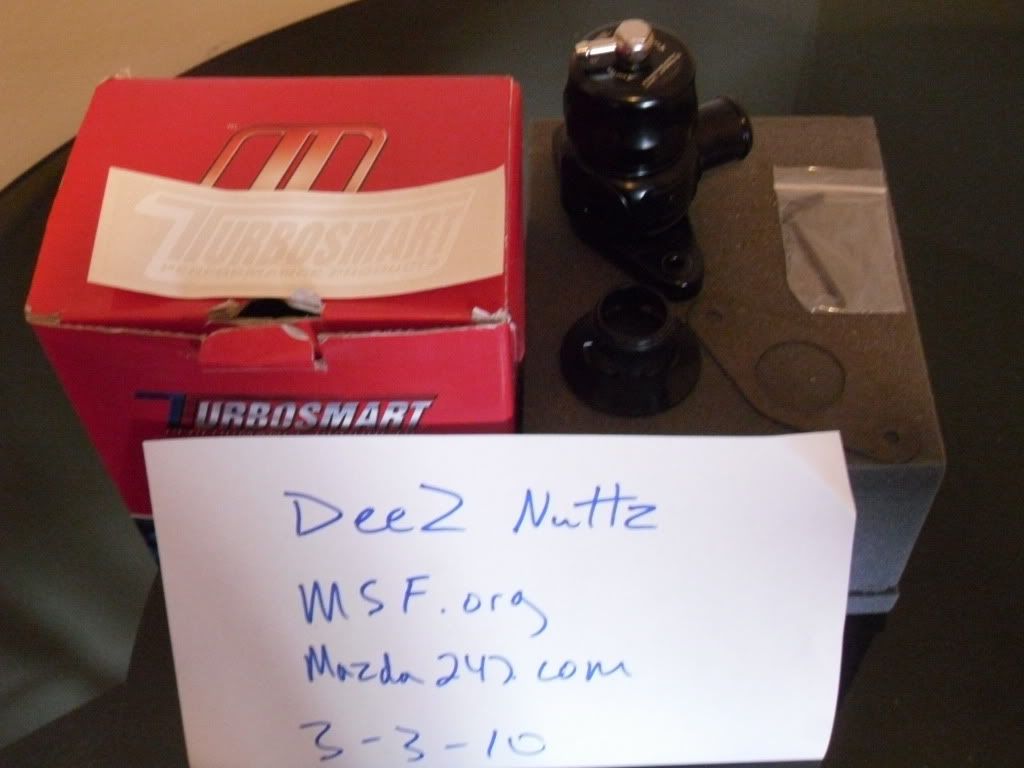 TURBOSMART
TURBOSMART
DeeZ Nuttz
MSF.org
Mazda247.com
3-3-10